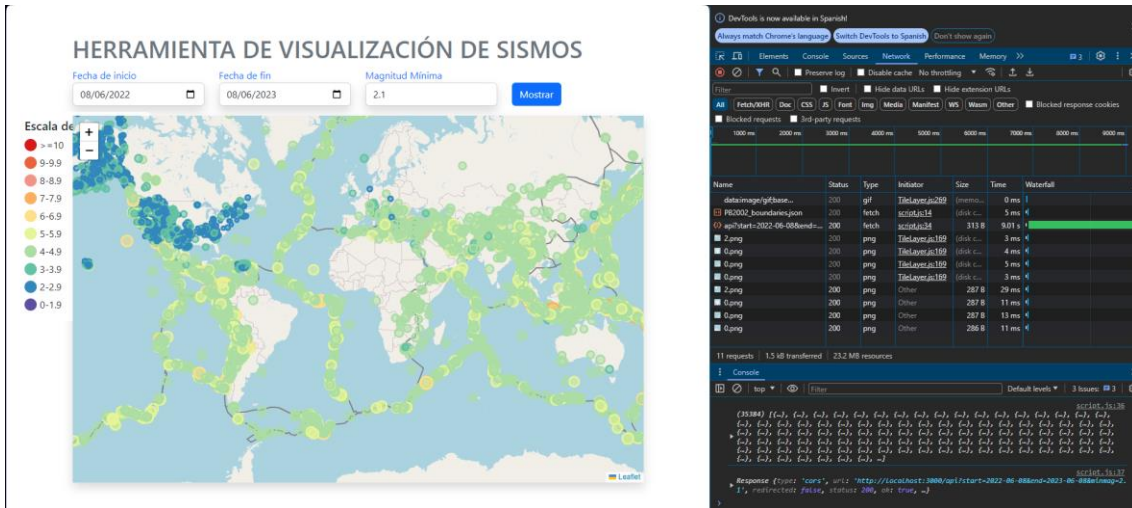 HERRAMIENTA DE VISUALIZACIÓN DE SISMOS
Fecha de inicio Fecha de fin Magnitud Mínima
08/06/2022 08/06/2023 2.1 Mostrar
Escala de
+
−
>=10
9-9.9
8-8.9
7-7.9
6-6.9
5-5.9
4-4.9
3-3.9
2-2.9
0-1.9
Leaflet
DevTools is now available in Spanish!
Always match Chrome's language Switch DevTools to Spanish Don't show again
Elements Console Sources Network Performance Memory 3
Preserve log Disable cache No throttling
Filter Invert Hide data URLs Hide extension URLs
All Fetch/XHR Doc CSS JS Font Img Media Manifest WS Wasm Other Blocked response cookies
Blocked requests 3rd-party requests
1000 ms 2000 ms 3000 ms 4000 ms 5000 ms 6000 ms 7000 ms 8000 ms 9000 ms
Name Status Type Initiator Size Time Waterfall
data:image/gif;base... 200 gif TileLayer.js:269 (memo... 0 ms
PB2002_boundaries.json 200 fetch script.js:14 (disk c... 5 ms
api?start=2022-06-08&end=... 200 fetch script.js:34 313 B 9.01 s
2.png 200 png TileLayer.js:169 (disk c... 3 ms
0.png 200 png TileLayer.js:169 (disk c... 4 ms
0.png 200 png TileLayer.js:169 (disk c... 5 ms
0.png 200 png TileLayer.js:169 (disk c... 3 ms
2.png 200 png Other 287 B 29 ms
0.png 200 png Other 287 B 11 ms
0.png 200 png Other 287 B 13 ms
0.png 200 png Other 286 B 11 ms
11 requests 1.5 kB transferred 23.2 MB resources
Console
top Filter Default levels 3 Issues: 3
script.js:36
(35384) [{…}, {…}, {…}, {…}, {…}, {…}, {…}, {…}, {…}, {…}, {…},
{…}, {…}, {…}, {…}, {…}, {…}, {…}, {…}, {…}, {…}, {…}, {…},
{…}, {…}, {…}, {…}, {…}, {…}, {…}, {…}, {…}, {…}, {…}, {…},
{…}, {…}, {…}, {…}, {…}, {…}, {…}, {…}, {…}, {…}, {…}, {…},
{…}, {…}, {…}, {…}, {…}, {…}, …]
script.js:37
Response {type: 'cors', url: 'http://localhost:3000/api?start=2022-06-08&end=2023-06-08&minmag=2.
1', redirected: false, status: 200, ok: true, …}